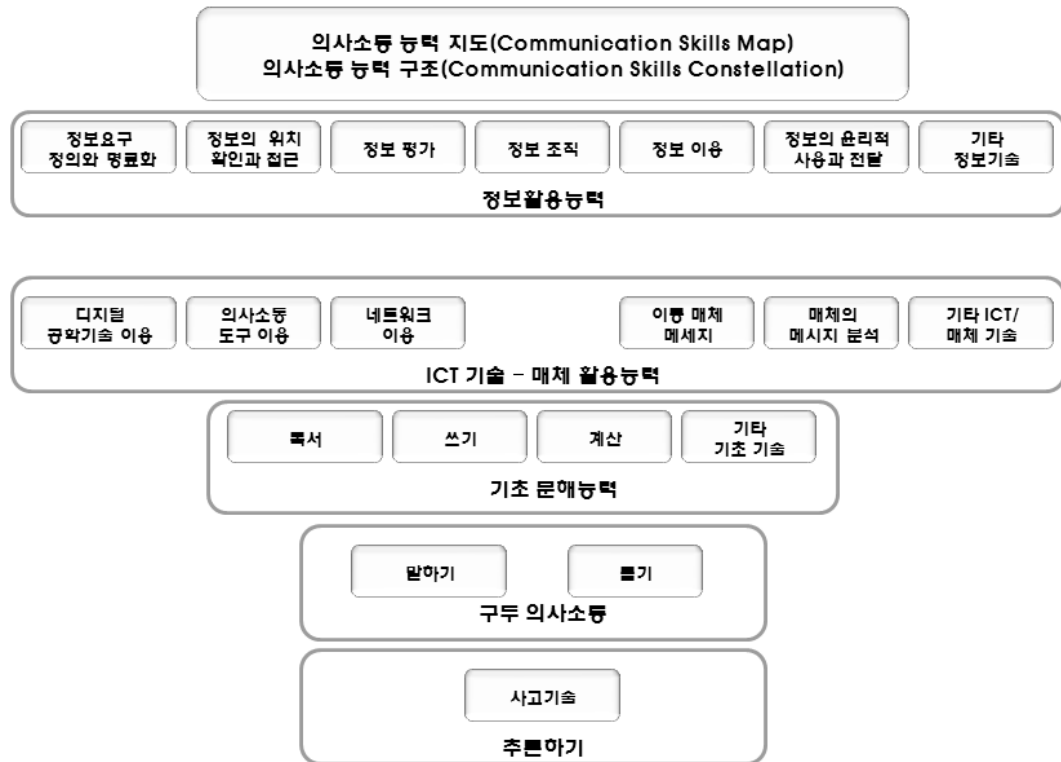 의사소통 능력 지도(Communication Skills Map)
의사소통 능력 구조(Communication Skills Constellation)
정보요구
정의와 명료화
정보의 위치
확인과 접근
정보 평가
정보 조직
정보 이용
정보의 윤리적
사용과 전달
기타
정보기술
정보활용능력
디지털
공학기술 이용
의사소통
도구 이용
네트워크
이용
이통 매체
메세지
매체의
메시지 분석
기타 ICT/
매체 기술
ICT 기술 – 매체 활용능력
독서
쓰기
계산
기타
기초 기술
기초 문해능력
말하기
듣기
구두 의사소통
사고기술
추론하기